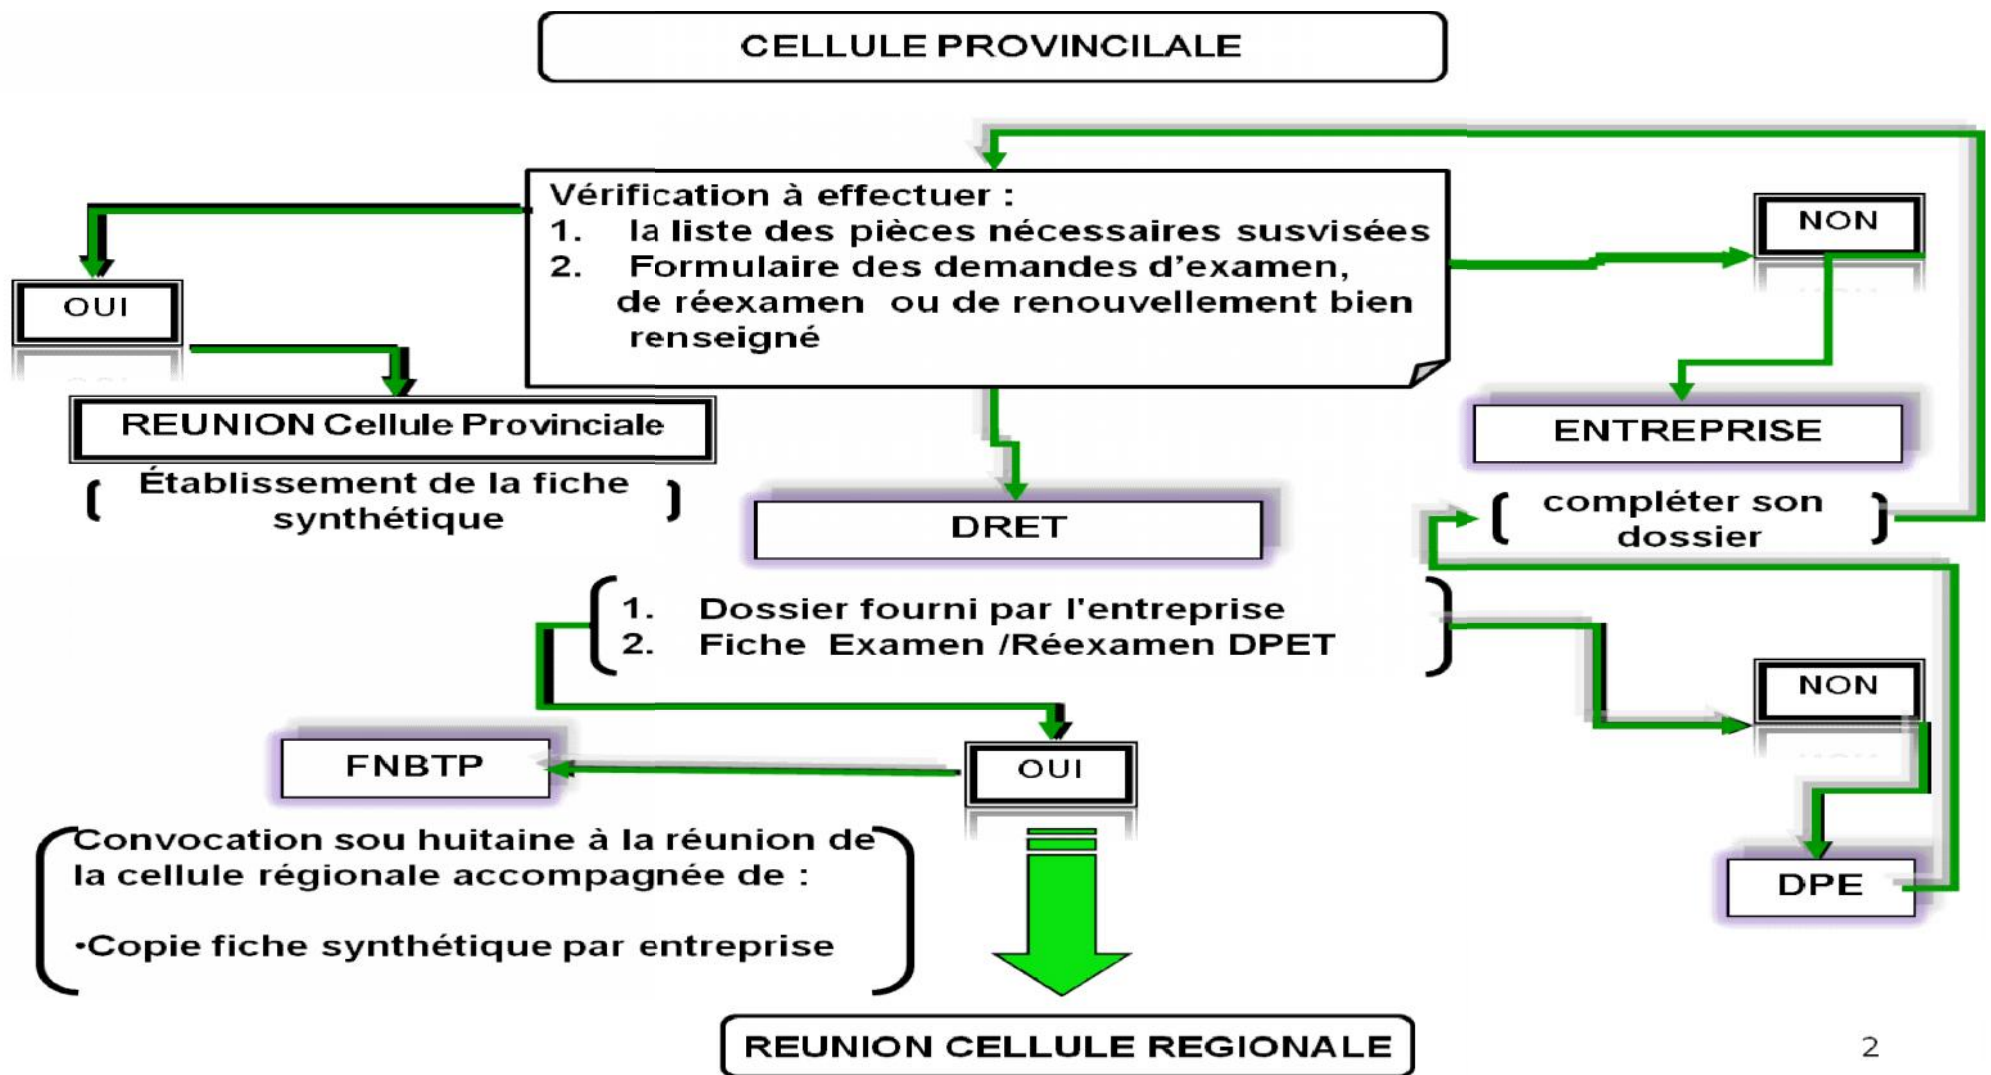 CELLULE PROVINCILALE
Vérification à effectuer :
1. la liste des pièces nécessaires susvisées
2. Formulaire des demandes d’examen,
de réexamen ou de renouvellement bien
renseigné
NON
OUI
REUNION Cellule Provinciale
Établissement de la fiche
synthétique
ENTREPRISE
compléter son
dossier
DRET
1. Dossier fourni par l'entreprise
2. Fiche Examen /Réexamen DPET
NON
FNBTP
OUI
Convocation sou huitaine à la réunion de
la cellule régionale accompagnée de :
•Copie fiche synthétique par entreprise
DPE
REUNION CELLULE REGIONALE
2